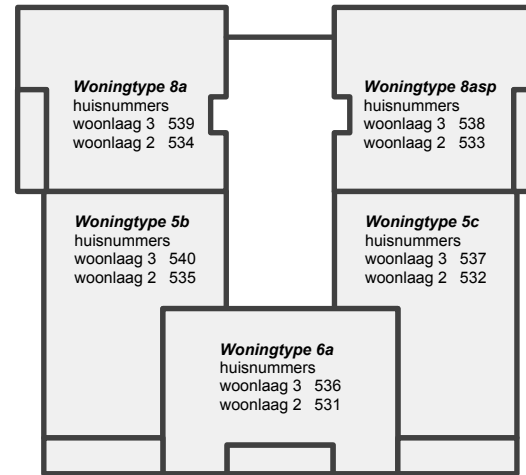 Woningtype 8a
huisnummers
woonlaag 3 539
woonlaag 2 534
Woningtype 8asp
huisnummers
woonlaag 3 538
woonlaag 2 533
Woningtype 5b
huisnummers
woonlaag 3 540
woonlaag 2 535
Woningtype 5c
huisnummers
woonlaag 3 537
woonlaag 2 532
Woningtype 6a
huisnummers
woonlaag 3 536
woonlaag 2 531